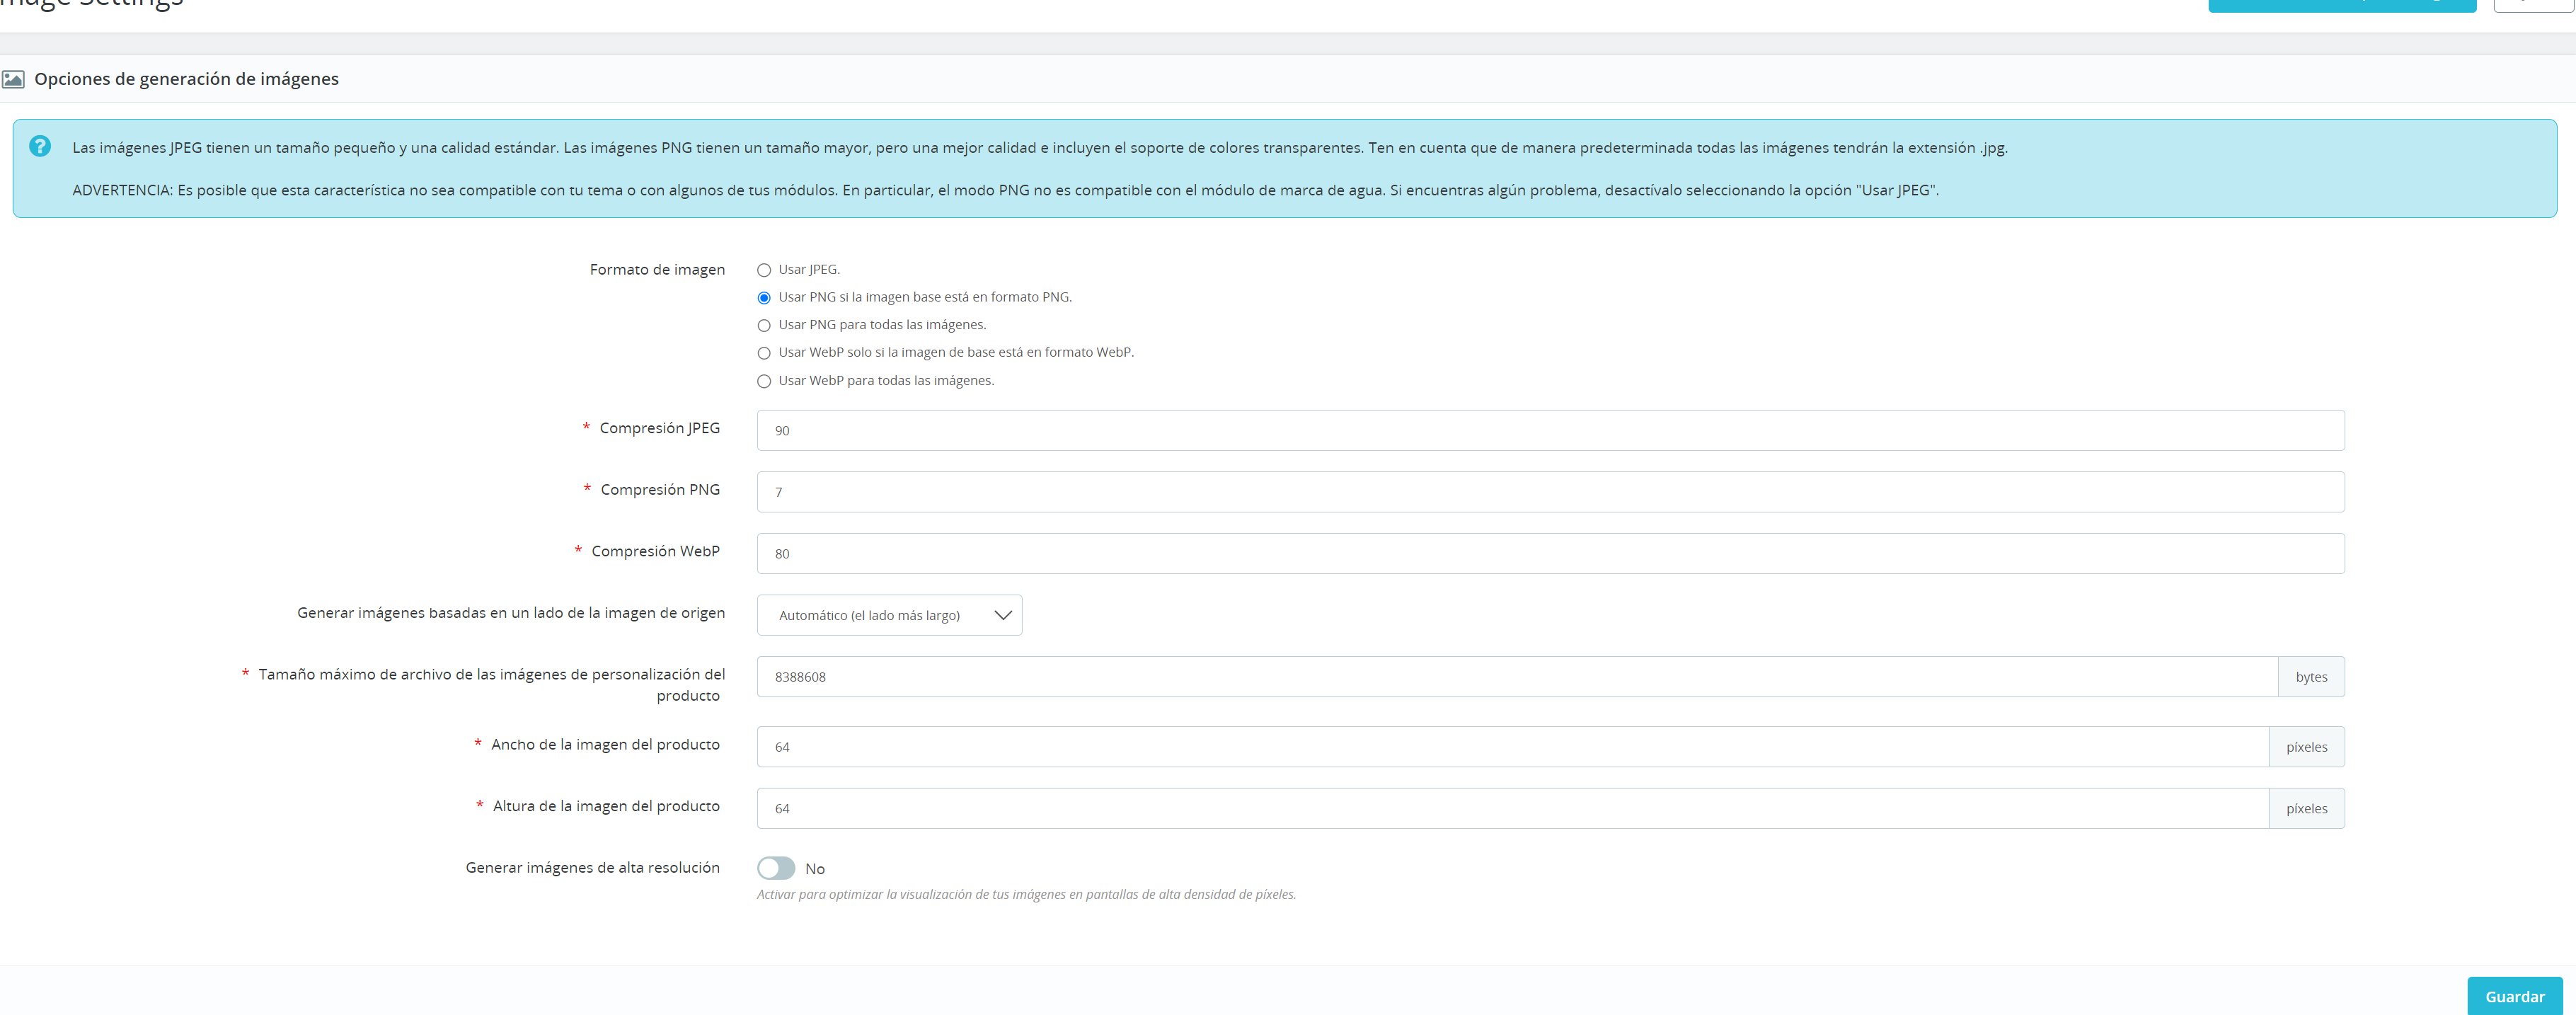 Image Settings
Opciones de generación de imágenes
Las imágenes JPEG tienen un tamaño pequeño y una calidad estándar. Las imágenes PNG tienen un tamaño mayor, pero una mejor calidad e incluyen el soporte de colores transparentes. Ten en cuenta que de manera predeterminada todas las imágenes tendrán la extensión .jpg.
ADVERTENCIA: Es posible que esta característica no sea compatible con tu tema o con algunos de tus módulos. En particular, el modo PNG no es compatible con el módulo de marca de agua. Si encuentras algún problema, desactívalo seleccionando la opción "Usar JPEG".
Formato de imagen
Usar JPEG.
Usar PNG si la imagen base está en formato PNG.
Usar PNG para todas las imágenes.
Usar WebP solo si la imagen de base está en formato WebP.
Usar WebP para todas las imágenes.
* Compresión JPEG
90
* Compresión PNG
7
* Compresión WebP
80
Generar imágenes basadas en un lado de la imagen de origen
Automático (el lado más largo)
* Tamaño máximo de archivo de las imágenes de personalización del
producto
8388608
bytes
* Ancho de la imagen del producto
64
píxeles
* Altura de la imagen del producto
64
píxeles
Generar imágenes de alta resolución
No
Activar para optimizar la visualización de tus imágenes en pantallas de alta densidad de píxeles.
Guardar